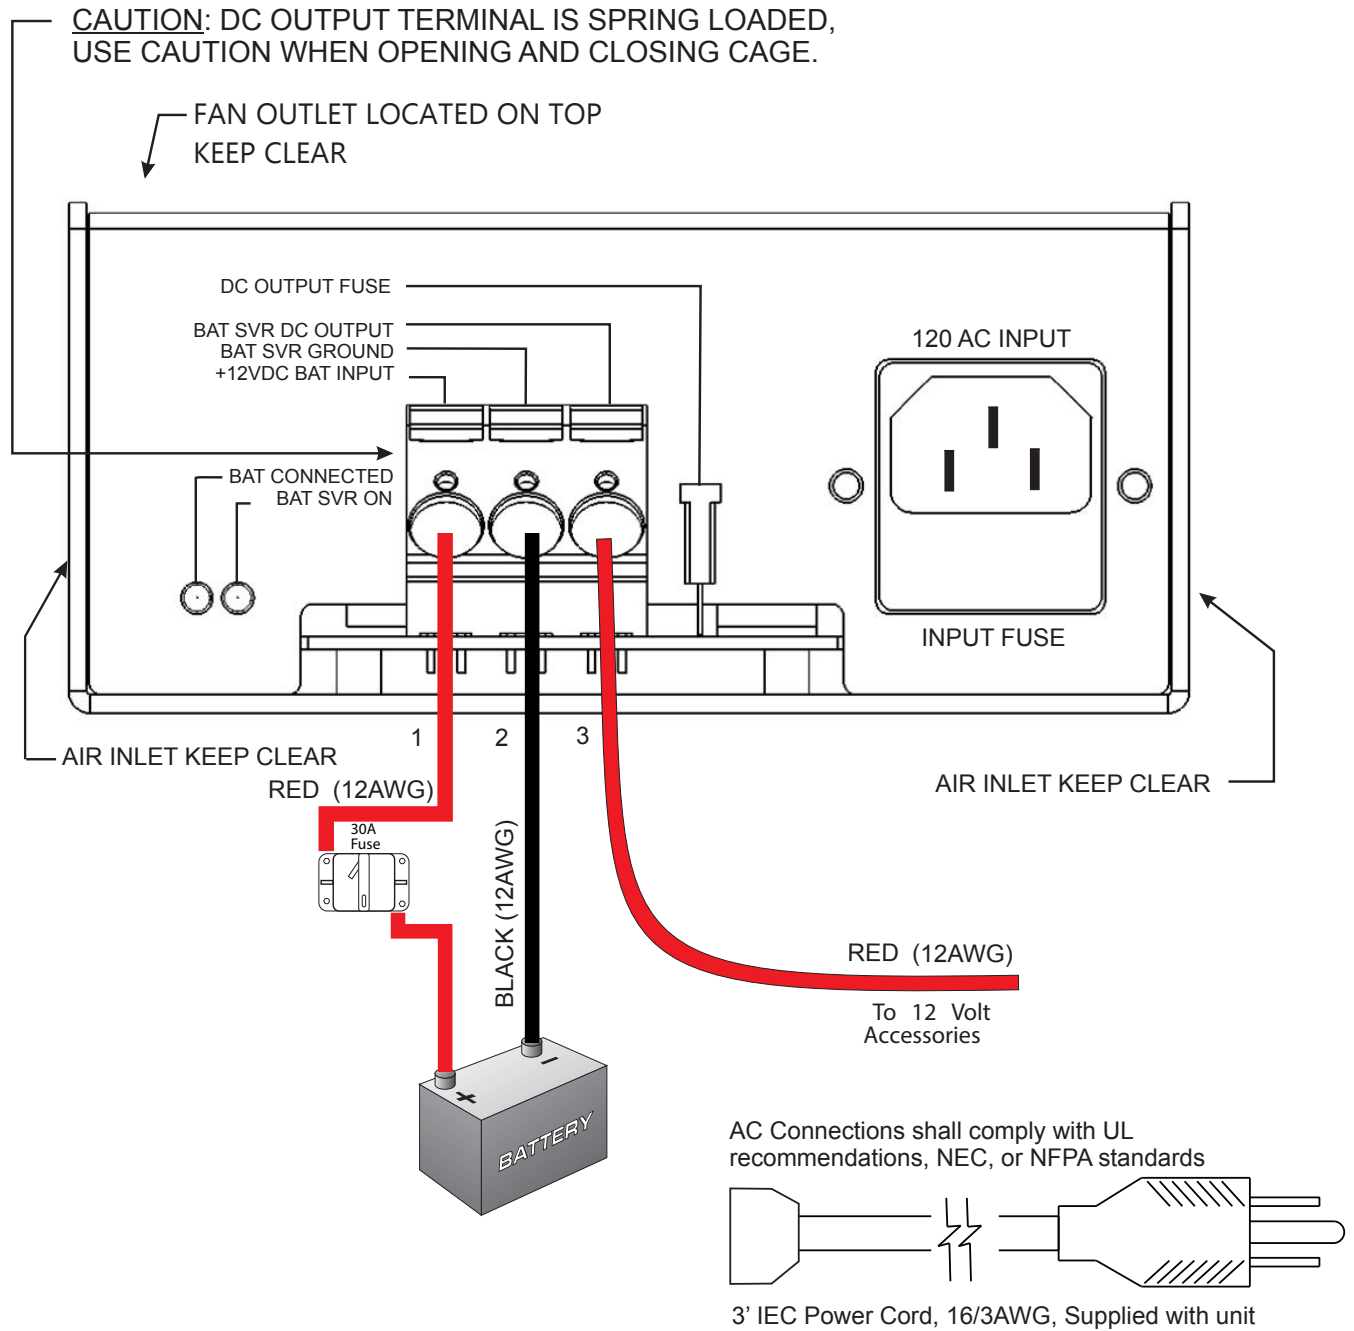 CAUTION: DC OUTPUT TERMINAL IS SPRING LOADED,
USE CAUTION WHEN OPENING AND CLOSING CAGE.
FAN OUTLET LOCATED ON TOP
KEEP CLEAR
DC OUTPUT FUSE
BAT SVR DC OUTPUT
BAT SVR GROUND
+12VDC BAT INPUT
120 AC INPUT
BAT CONNECTED
BAT SVR ON
INPUT FUSE
1
2
3
AIR INLET KEEP CLEAR
AIR INLET KEEP CLEAR
RED (12AWG)
30A
Fuse
BLACK (12AWG)
RED (12AWG)
To 12 Volt
Accessories
+
−
BATTERY
AC Connections shall comply with UL
recommendations, NEC, or NFPA standards
3’ IEC Power Cord, 16/3AWG, Supplied with unit